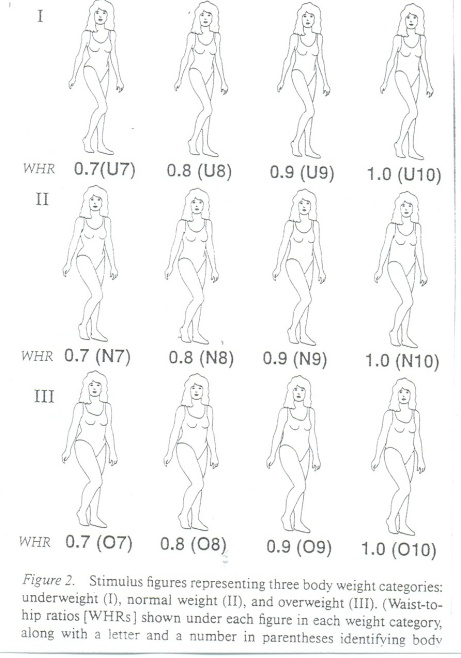 I
WHR 0.7(U7) 0.8 (U8) 0.9 (U9) 1.0 (U10)
II
WHR 0.7 (N7) 0.8 (N8) 0.9 (N9) 1.0 (N10)
III
WHR 0.7 (O7) 0.8 (O8) 0.9 (O9) 1.0 (O10)
Figure 2. Stimulus figures representing three body weight categories:
underweight (I), normal weight (II), and overweight (III). (Waist-to-
hip ratios [WHRs] shown under each figure in each weight category,
along with a letter and a number in parentheses identifying body